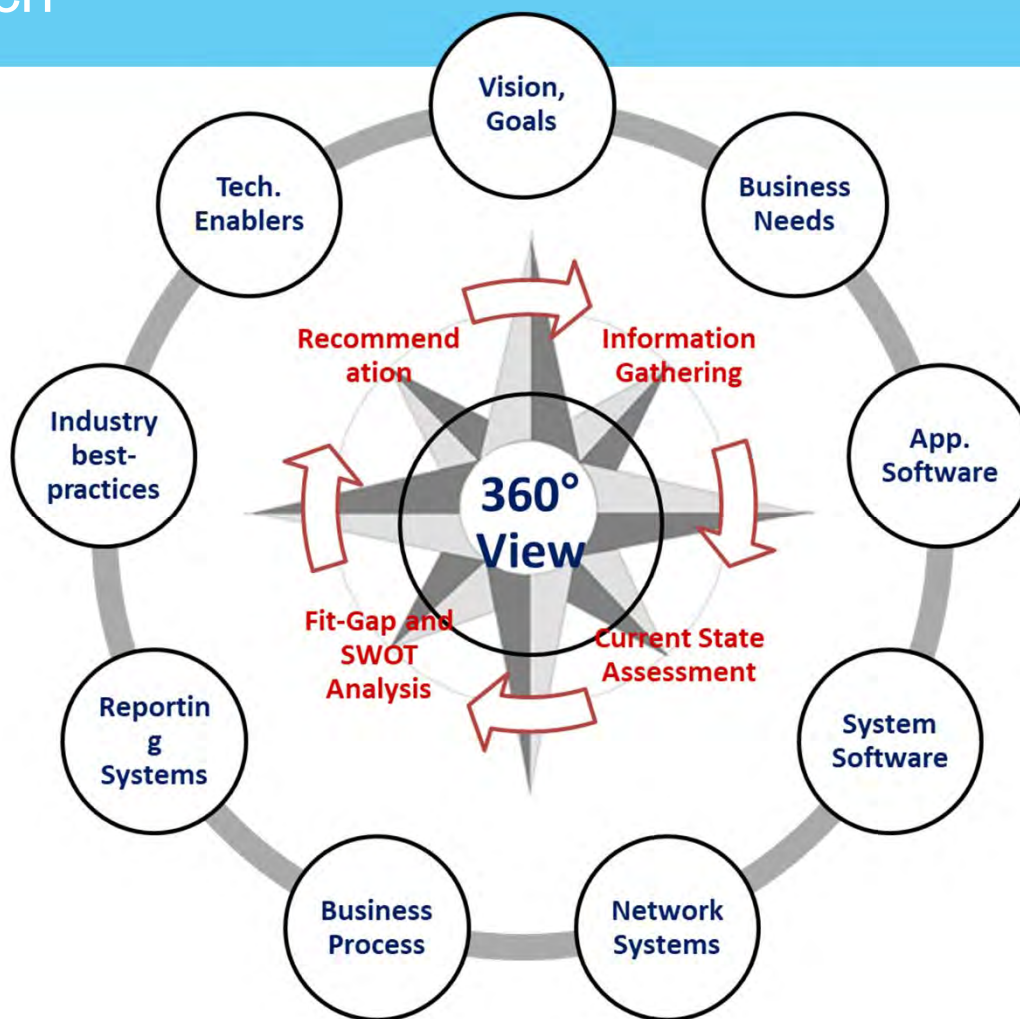 Vision,
Goals
Tech.
Enablers
Business
Needs
Recommend
ation
Information
Gathering
Industry
best-
practices
App.
Software
360°
View
Fit-Gap and
SWOT
Analysis
Current State
Assessment
Reportin
g
Systems
System
Software
Business
Process
Network
Systems